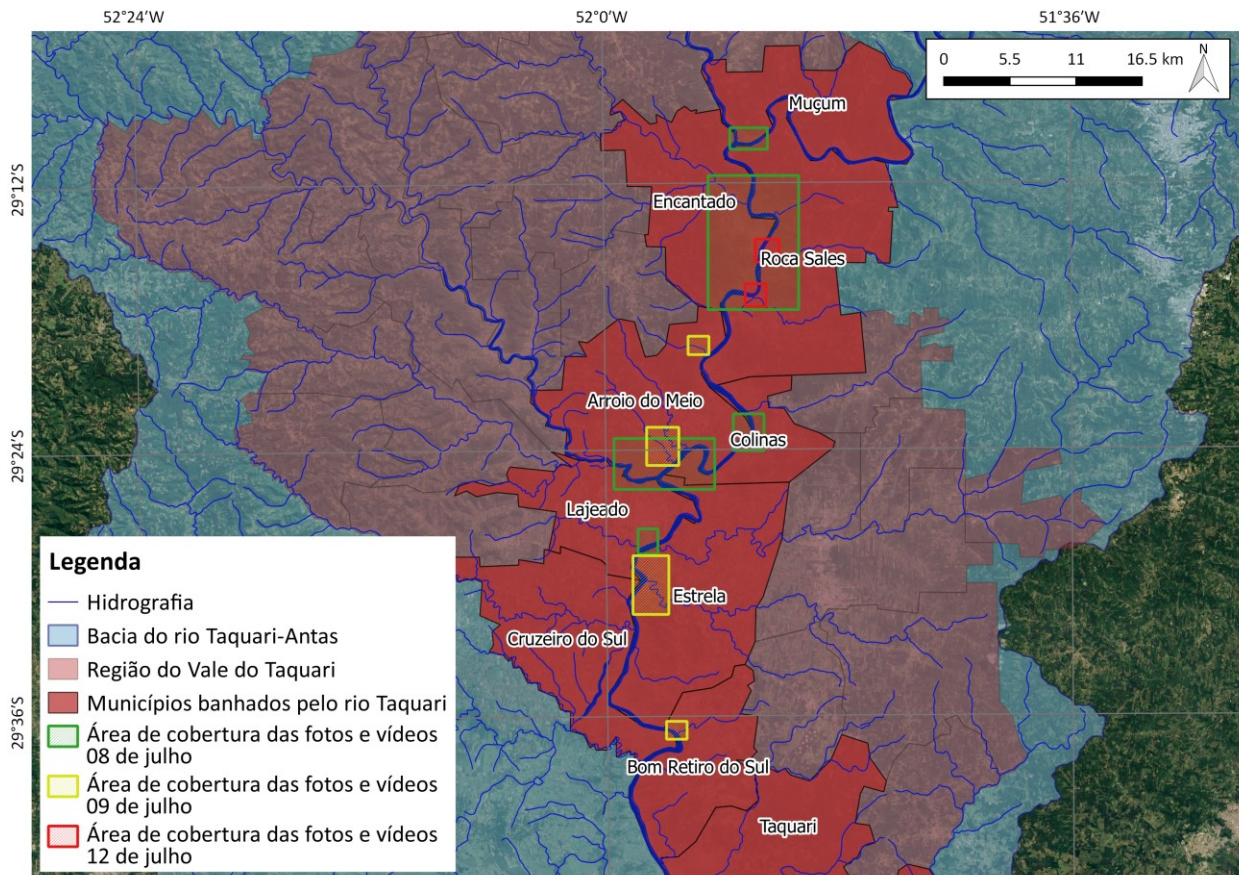 52°24′W 52°0′W 51°36′W
0 5.5 11 16.5 km
N
Muçum
29°12′S
Encantado
Roca Sales
Arroio do Meio
Colinas
29°24′S
Lajeado
Estrela
Cruzeiro do Sul
29°36′S
Bom Retiro do Sul
Taquari
Legenda
Hidrografia
Bacia do rio Taquari-Antas
Região do Vale do Taquari
Municípios banhados pelo rio Taquari
Área de cobertura das fotos e vídeos
08 de julho
Área de cobertura das fotos e vídeos
09 de julho
Área de cobertura das fotos e vídeos
12 de julho